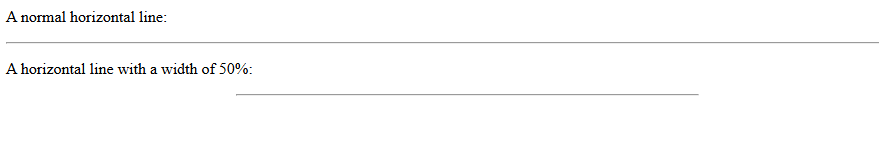 A normal horizontal line:
A horizontal line with a width of 50%: